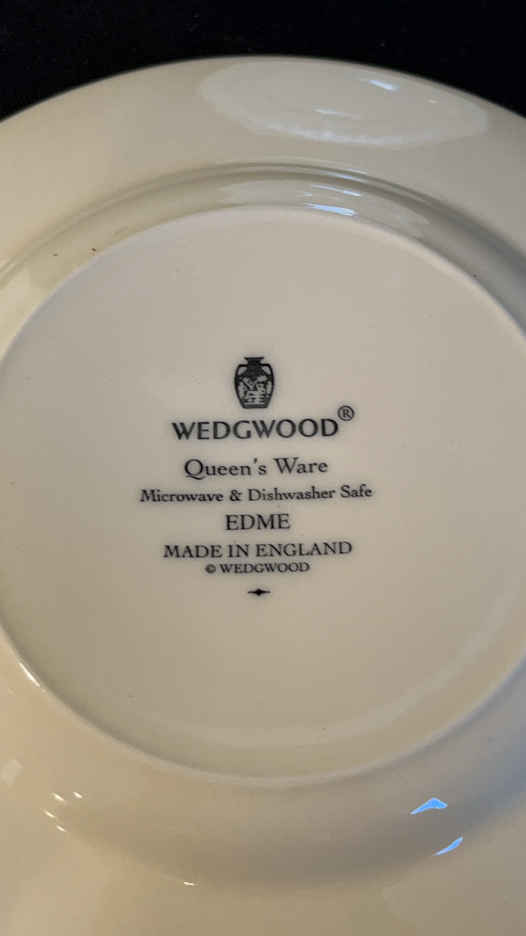 WEDGWOOD®
Queen's Ware
Microwave & Dishwasher Safe
EDME
MADE IN ENGLAND
© WEDGWOOD